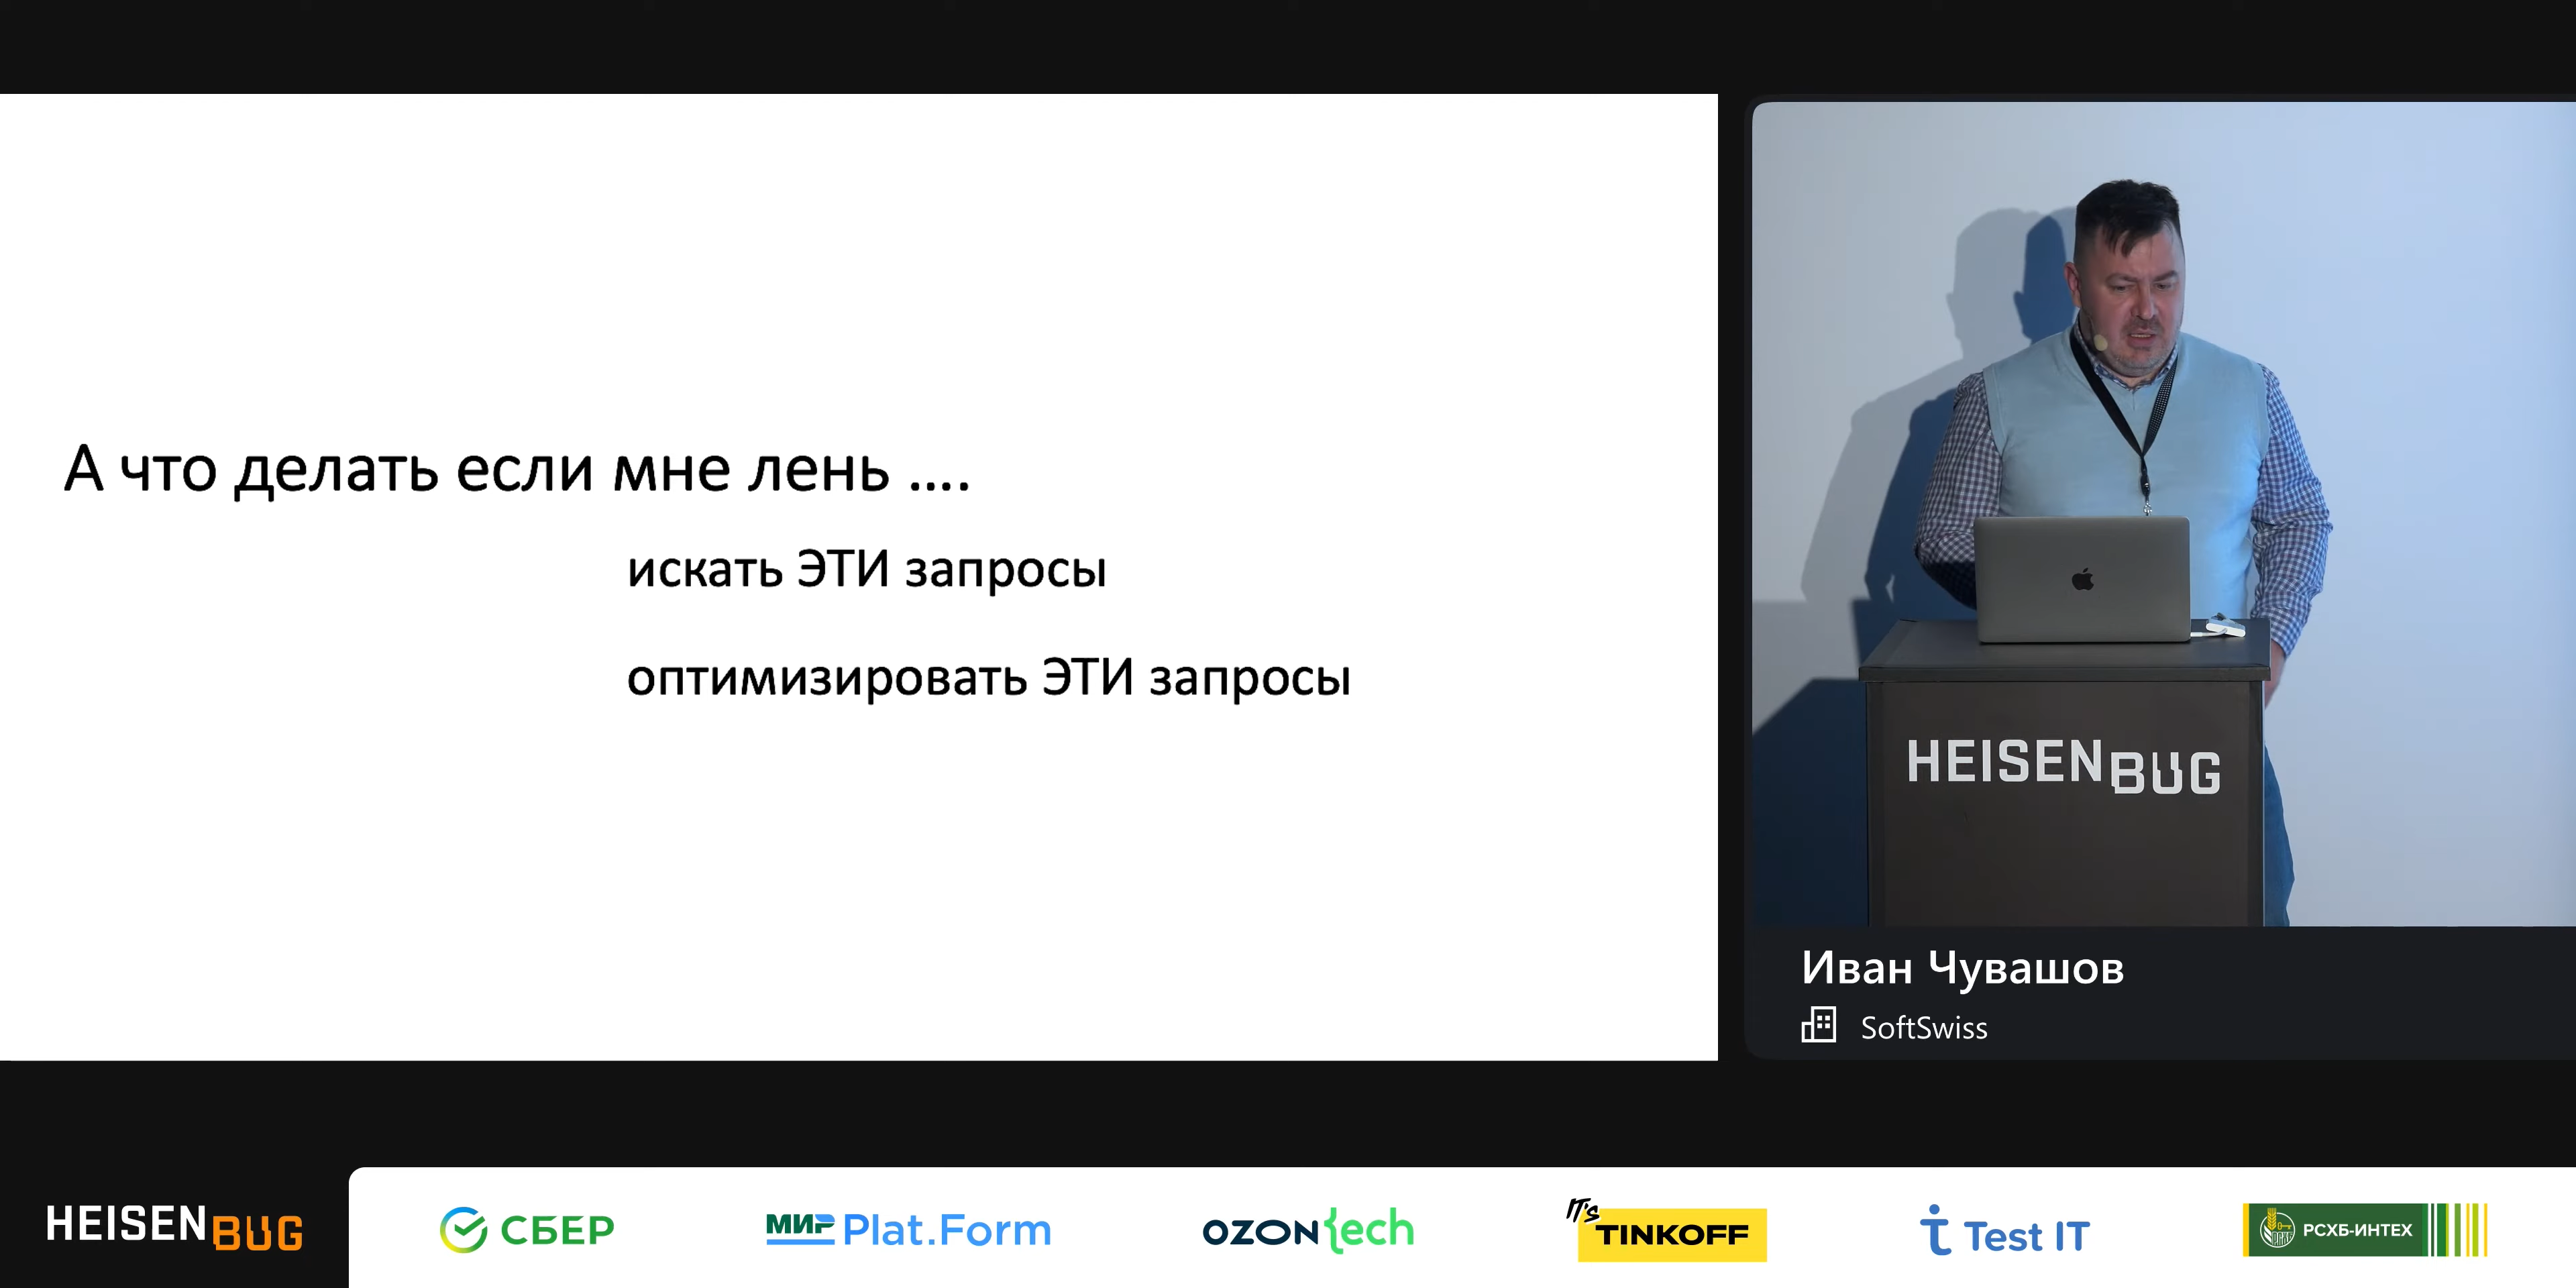 А что делать если мне лень ....
искать ЭТИ запросы
оптимизировать ЭТИ запросы
HEISENBUG
Иван Чувашов
SoftSwiss
HEISENBUG
СБЕР
МИР Plat.Form
ozon{tech
IT's TINKOFF
Test IT
РСХБ-ИНТЕХ